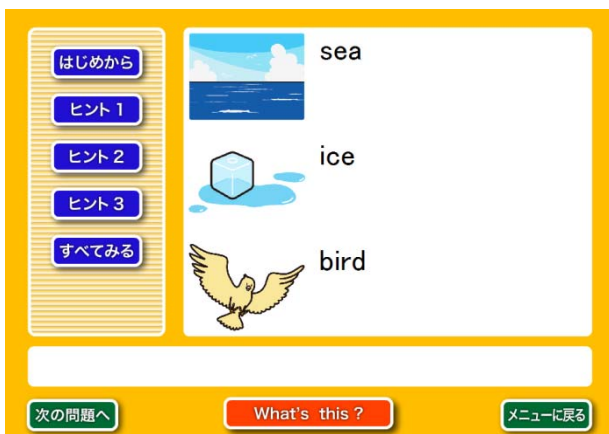 はじめから
ヒント 1
ヒント 2
ヒント 3
すべてみる
sea
ice
bird
次の問題へ
What's this ?
メニューに戻る